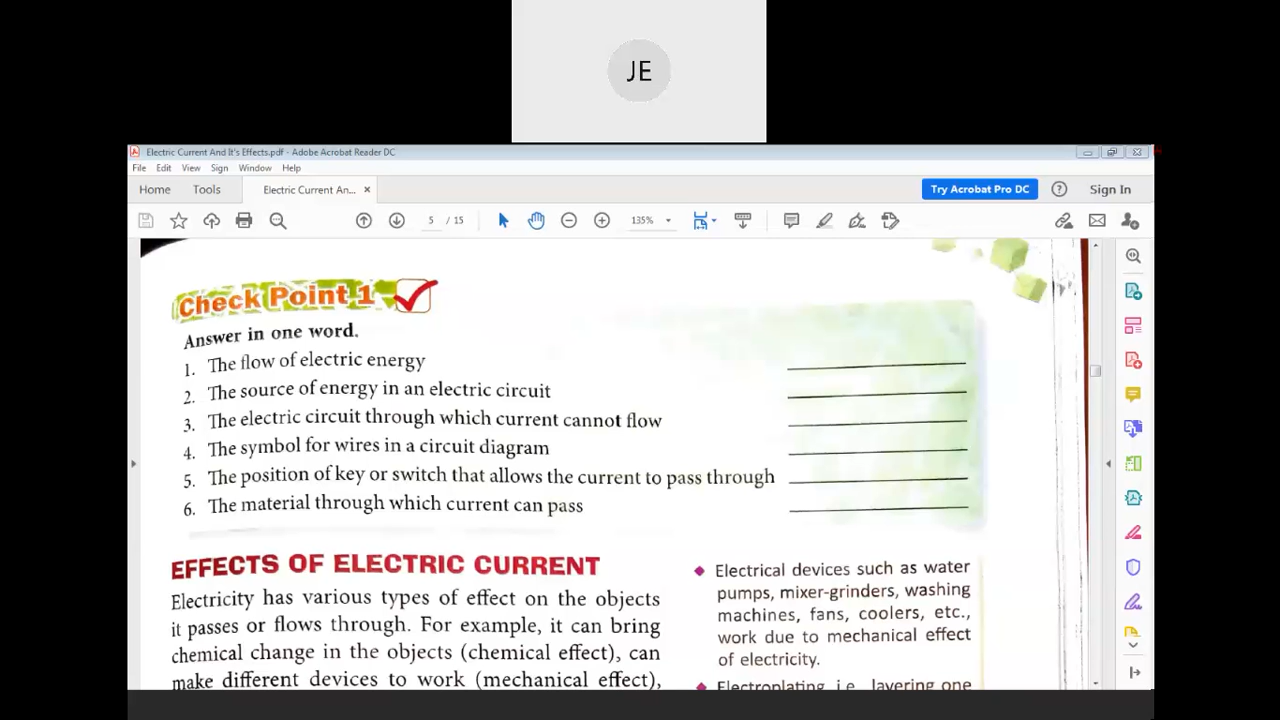 JE
Electric Current And It's Effects.pdf - Adobe Acrobat Reader DC
File Edit View Sign Window Help
Home Tools Electric Current An... × Try Acrobat Pro DC Sign In
5 / 15 135%
Check Point 1
Answer in one word.
1. The flow of electric energy
2. The source of energy in an electric circuit
3. The electric circuit through which current cannot flow
4. The symbol for wires in a circuit diagram
5. The position of key or switch that allows the current to pass through
6. The material through which current can pass
EFFECTS OF ELECTRIC CURRENT
Electricity has various types of effect on the objects
it passes or flows through. For example, it can bring
chemical change in the objects (chemical effect), can
make different devices to work (mechanical effect),
Electrical devices such as water
pumps, mixer-grinders, washing
machines, fans, coolers, etc.,
work due to mechanical effect
of electricity.
Electroplating, i.e., layering one